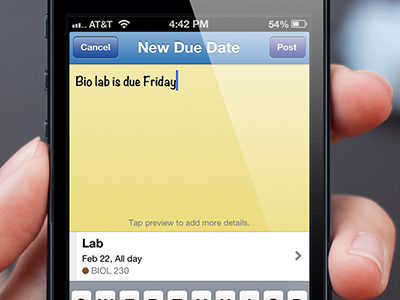 AT&T 4:42 PM 54%
Cancel New Due Date Post
Bio lab is due Friday
Tap preview to add more details.
Lab
Feb 22, All day
BIOL 230